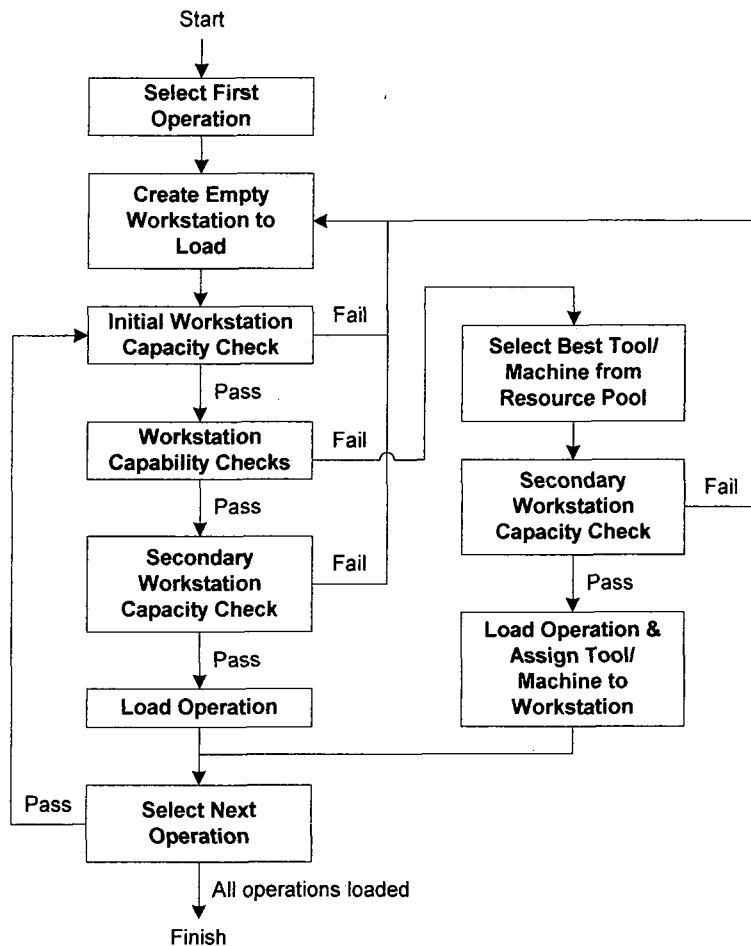 Start
Select First
Operation
Create Empty
Workstation to
Load
Initial Workstation
Capacity Check
Fail
Pass
Workstation
Capability Checks
Fail
Pass
Secondary
Workstation
Capacity Check
Fail
Pass
Load Operation
Select Best Tool/
Machine from
Resource Pool
Secondary
Workstation
Capacity Check
Fail
Pass
Load Operation &
Assign Tool/
Machine to
Workstation
Pass
Select Next
Operation
All operations loaded
Finish